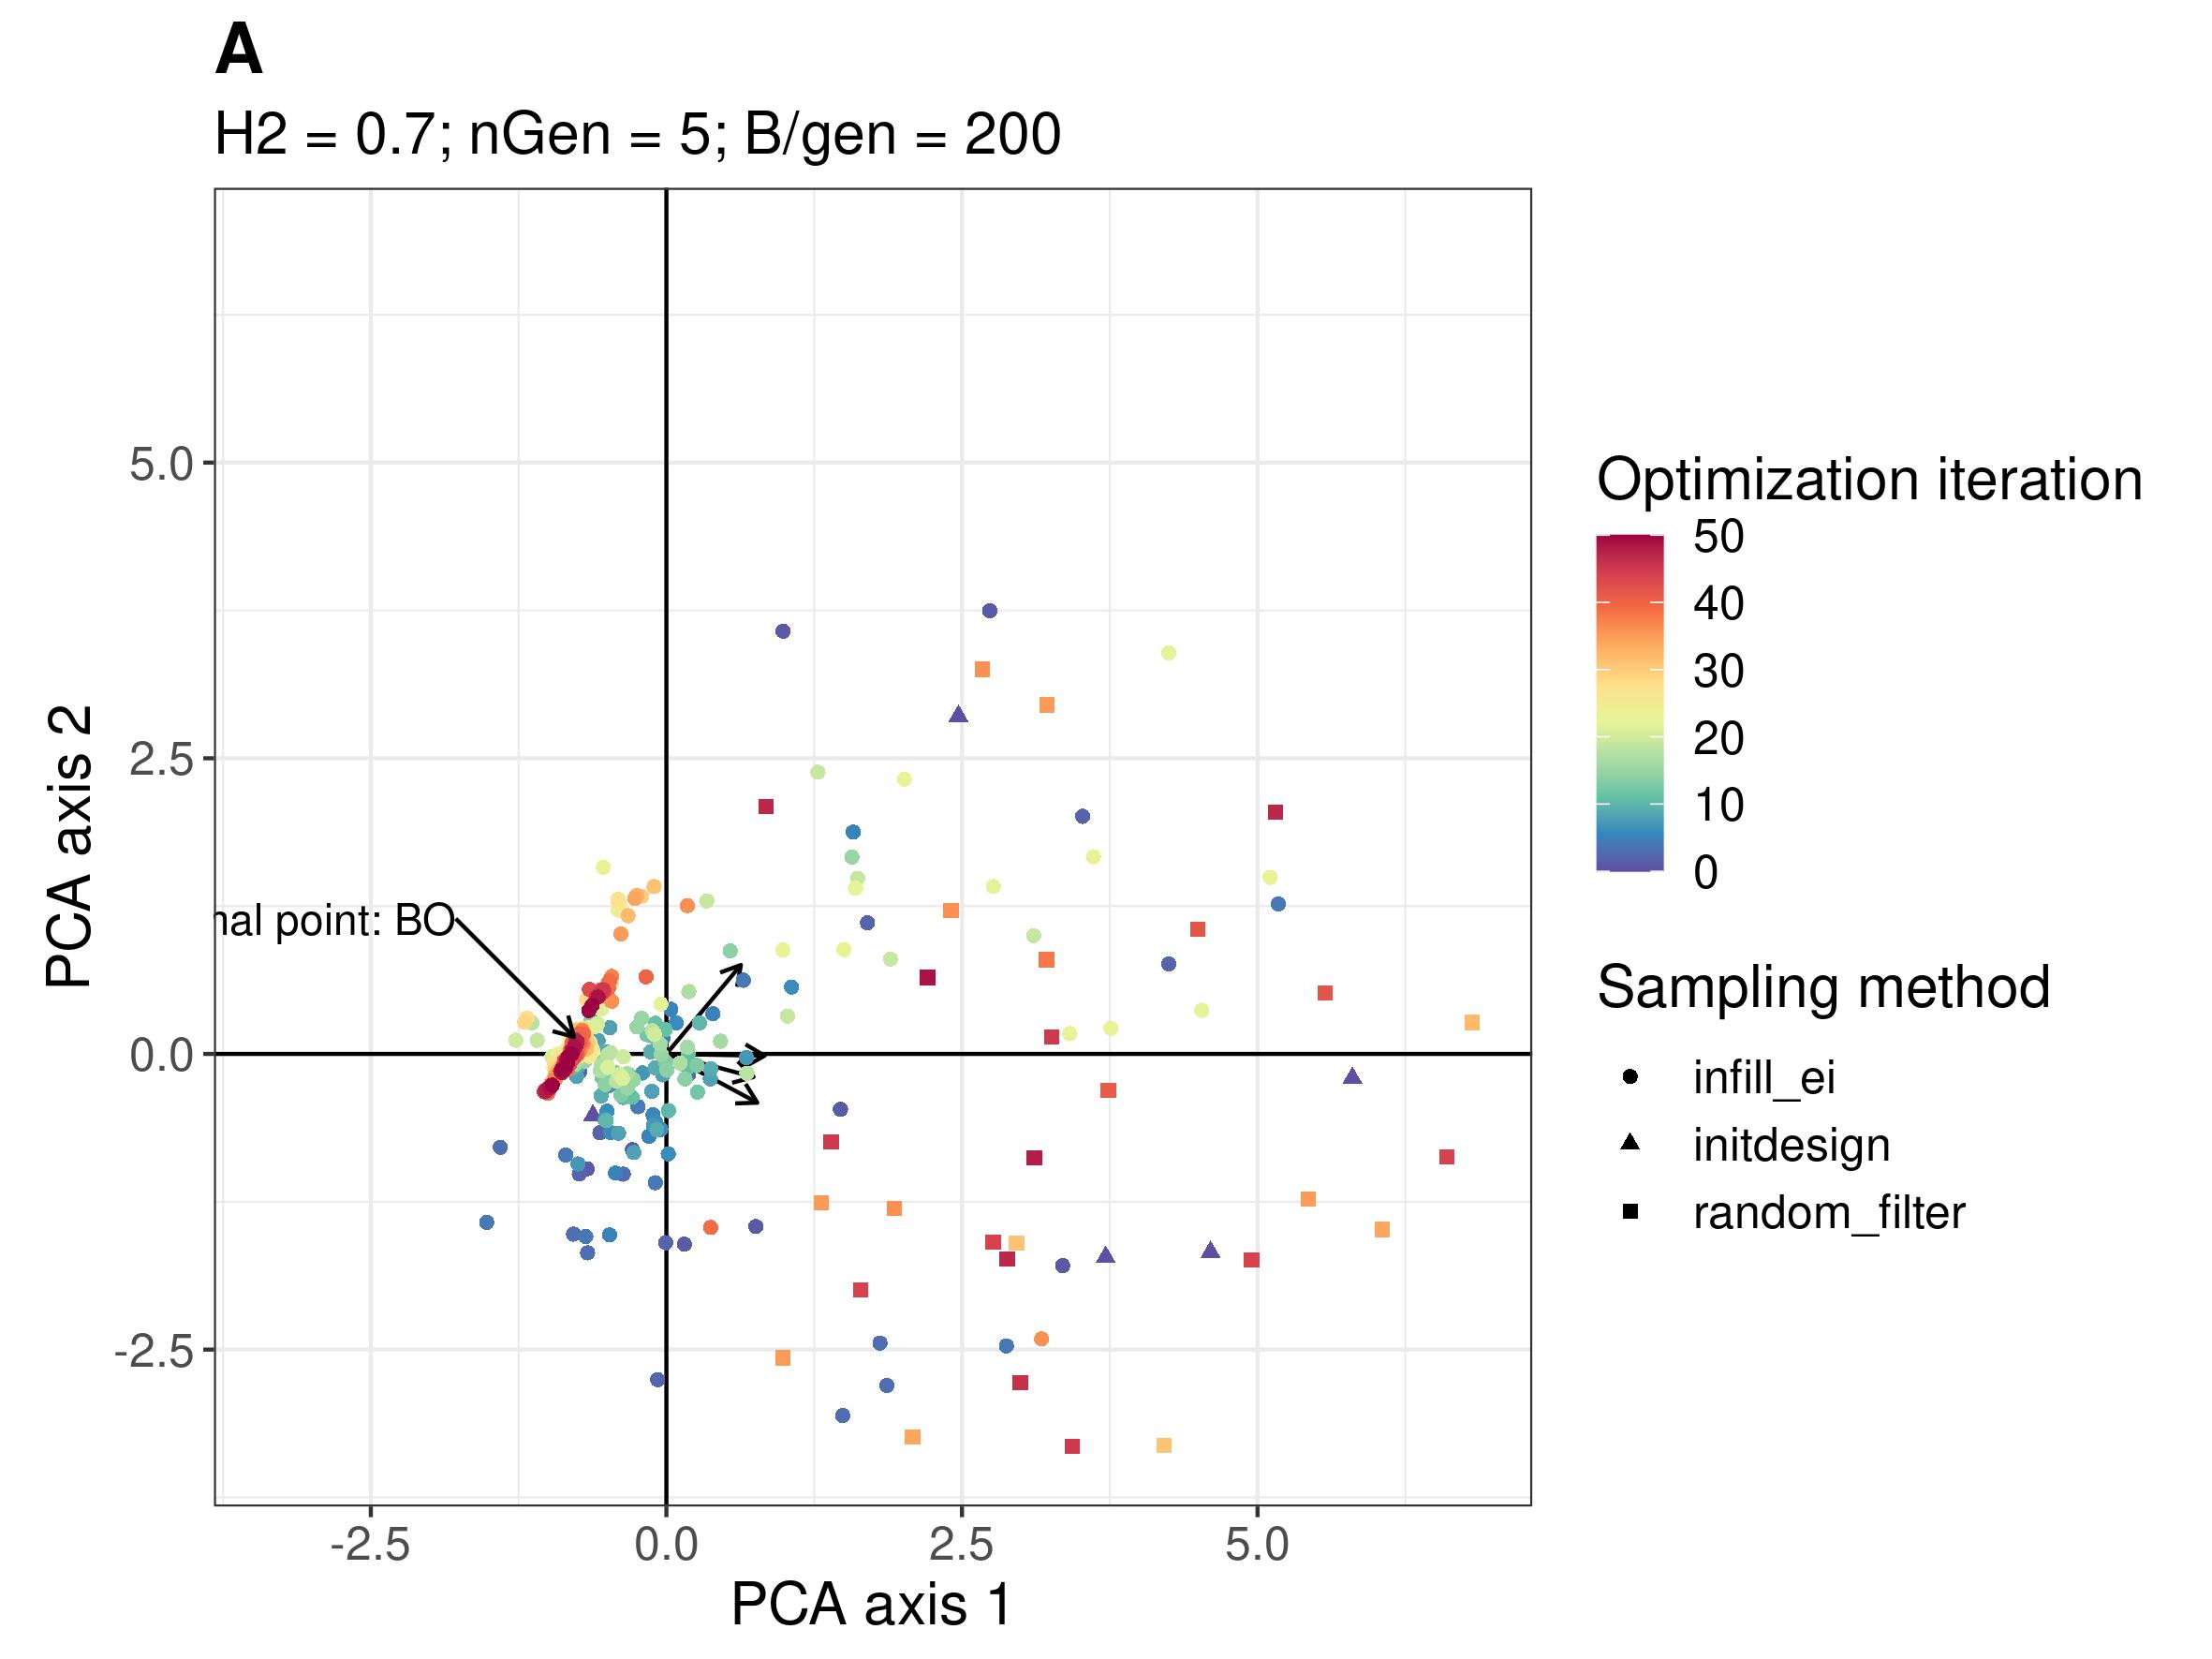 A
H2 = 0.7; nGen = 5; B/gen = 200
5.0
2.5
0.0
-2.5
PCA axis 2
point: BO
-2.5
0.0
2.5
5.0
PCA axis 1
Optimization iteration
50
40
30
20
10
0
Sampling method
infill_ei
initdesign
random_filter